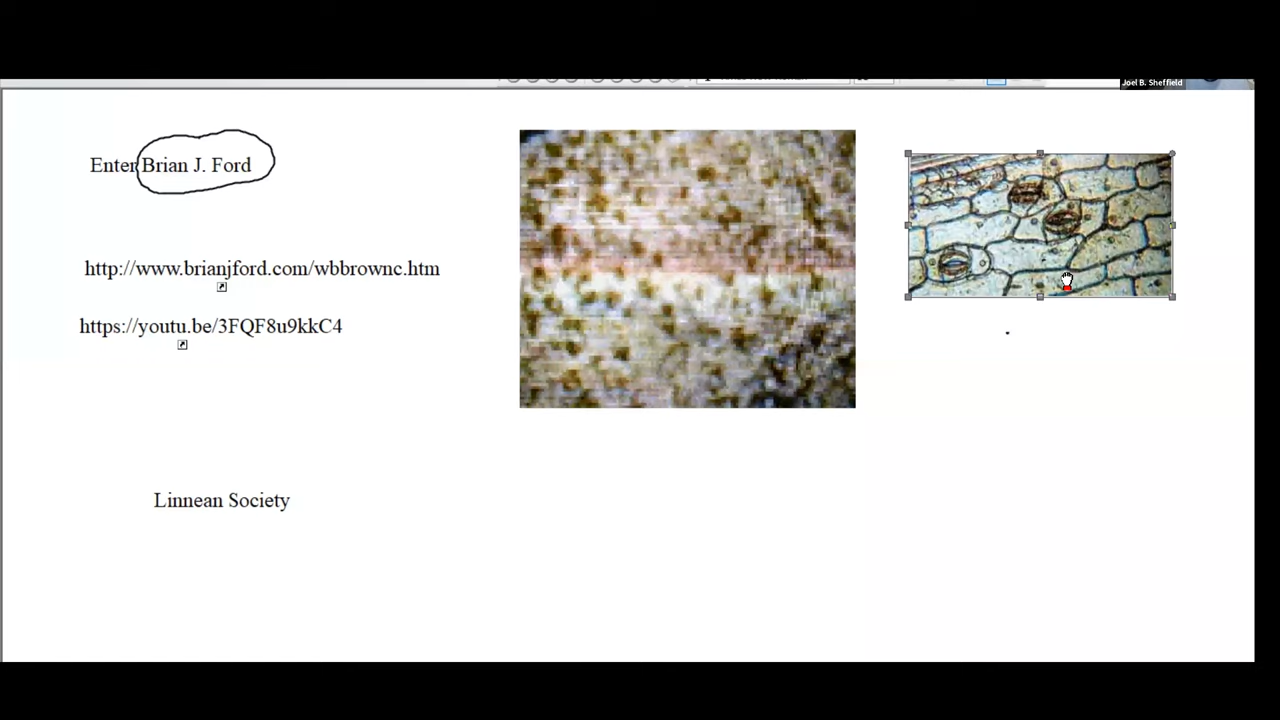 Joel B. Sheffield
Enter Brian J. Ford
http://www.brianjford.com/wbbrownc.htm
https://youtu.be/3FQF8u9kkC4
Linnean Society